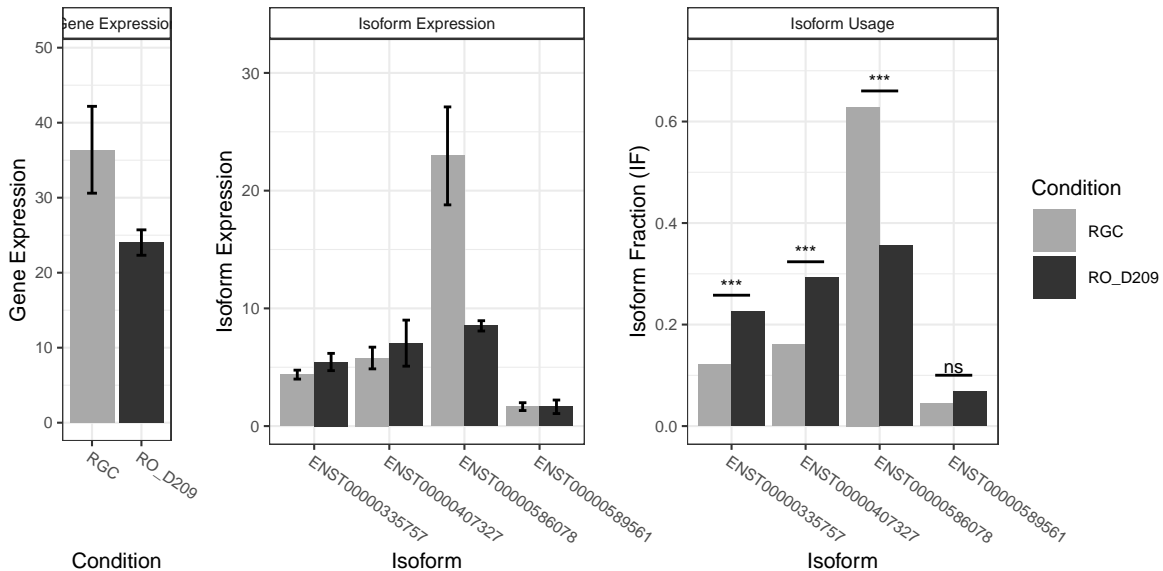 Gene Expression
Isoform Expression
Isoform Usage
Gene Expression
50
40
30
20
10
0
RGC
RO_D209
Condition
Isoform Expression
30
20
10
0
ENST00000335757
ENST00000407327
ENST00000586078
ENST00000589561
Isoform
Isoform Fraction (IF)
0.6
0.4
0.2
0.0
***
***
***
ns
ENST00000335757
ENST00000407327
ENST00000586078
ENST00000589561
Isoform
Condition
RGC
RO_D209